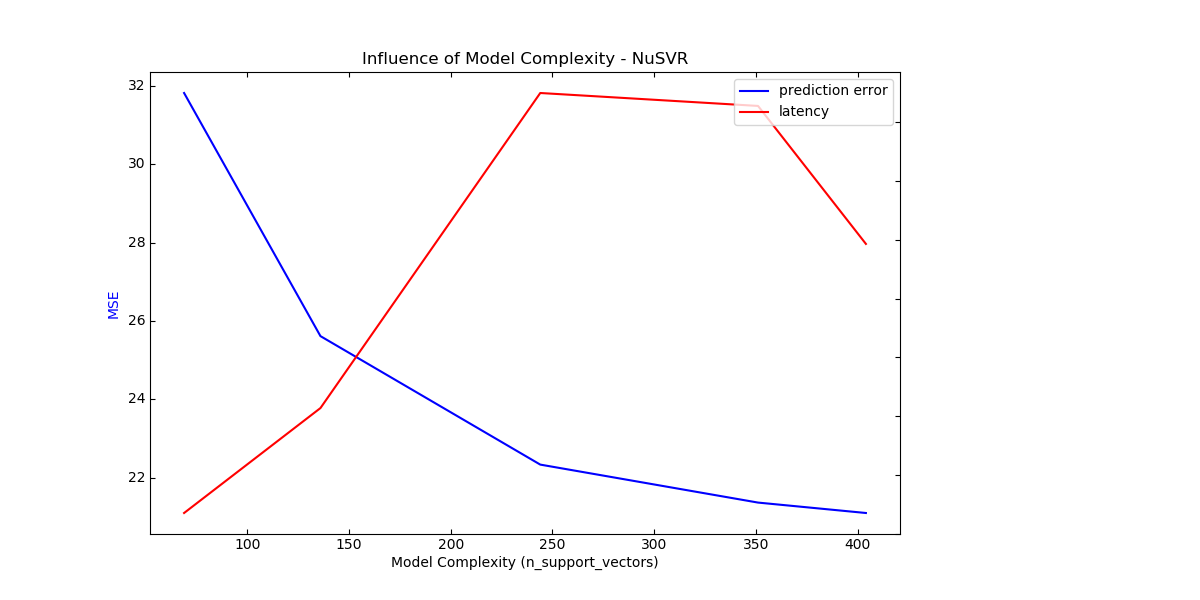 Influence of Model Complexity - NuSVR
prediction error
latency
32
30
28
26
24
22
MSE
100 150 200 250 300 350 400
Model Complexity (n_support_vectors)